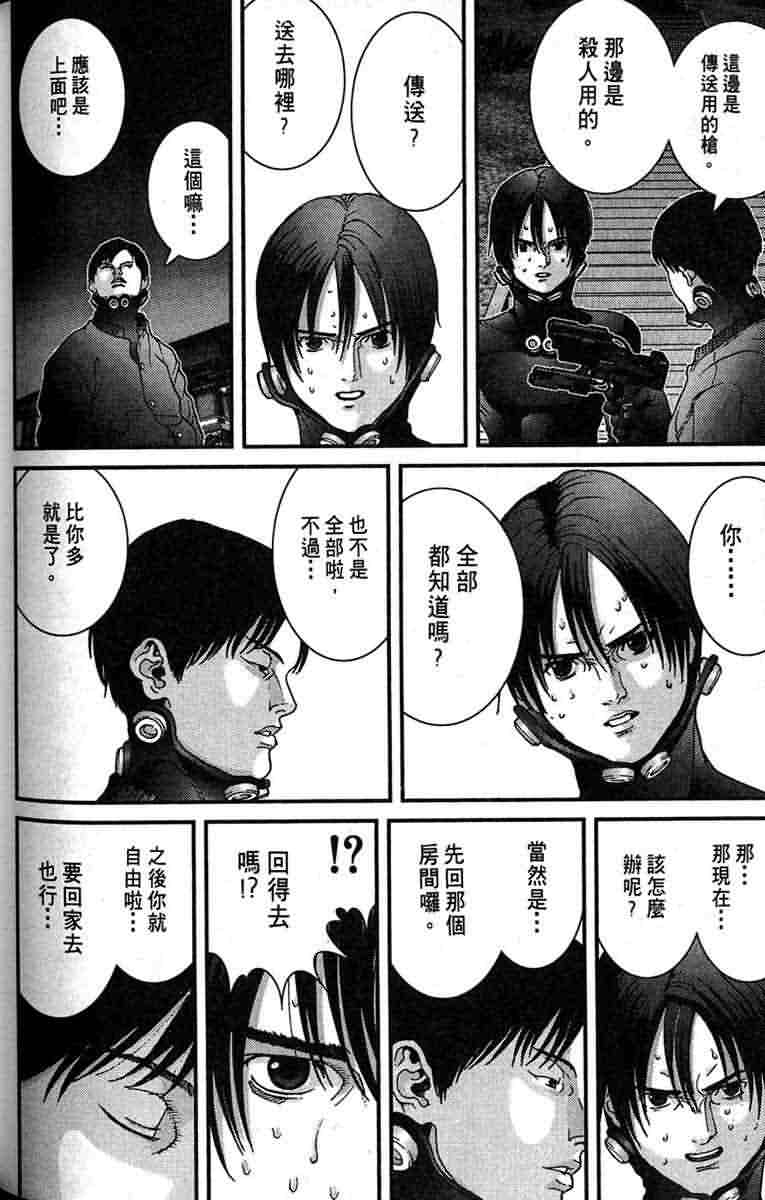 這邊是
傳送用的槍。
那邊是
殺人用的。
傳送？
送去哪裡？
這個嘛…
應該是
上面吧…
你……
全部
都知道嗎？
也不是
全部啦，
不過…
比你多
就是了。
那…
那現在…
該怎麼
辦呢？
當然是…
先回那個
房間囉。
!?
回得去
嗎!?
之後你就
自由啦…
要回家去
也行…